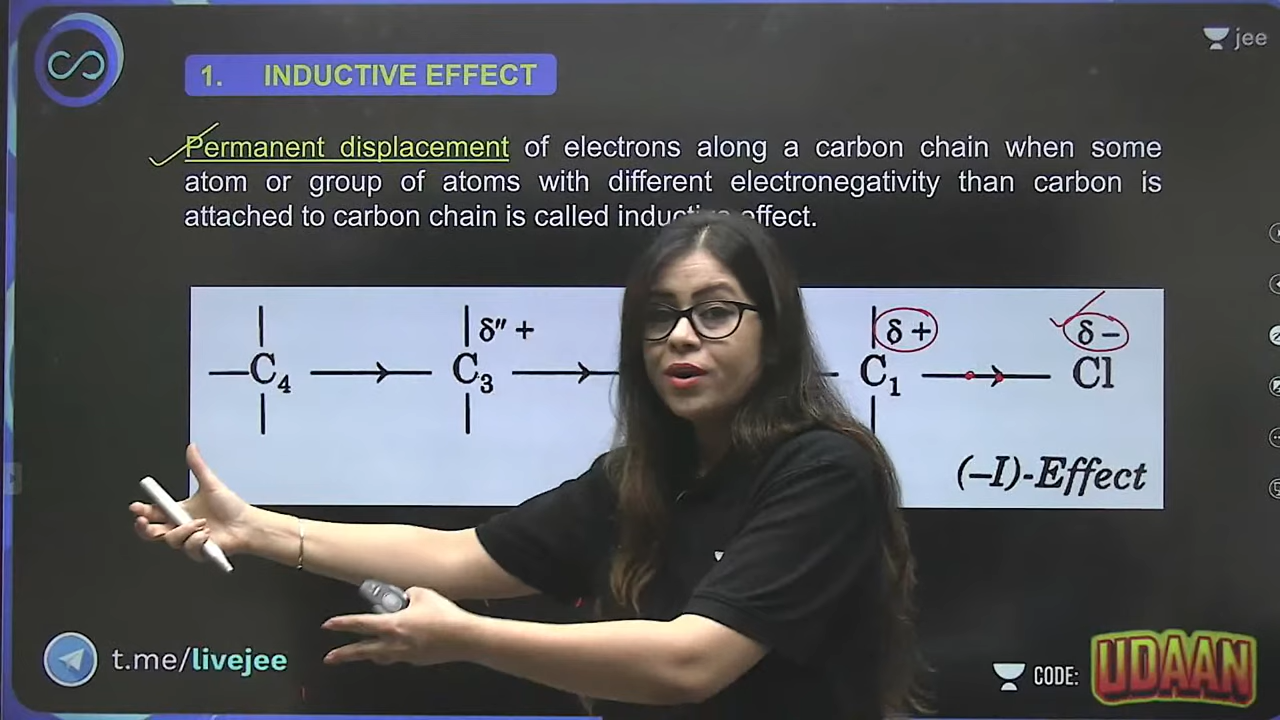 jee
1. INDUCTIVE EFFECT
Permanent displacement of electrons along a carbon chain when some
atom or group of atoms with different electronegativity than carbon is
attached to carbon chain is called inductive effect.
δ″ + δ + δ −
C₄ C₃ C₁ Cl
(–I)-Effect
t.me/livejee
CODE: UDAAN